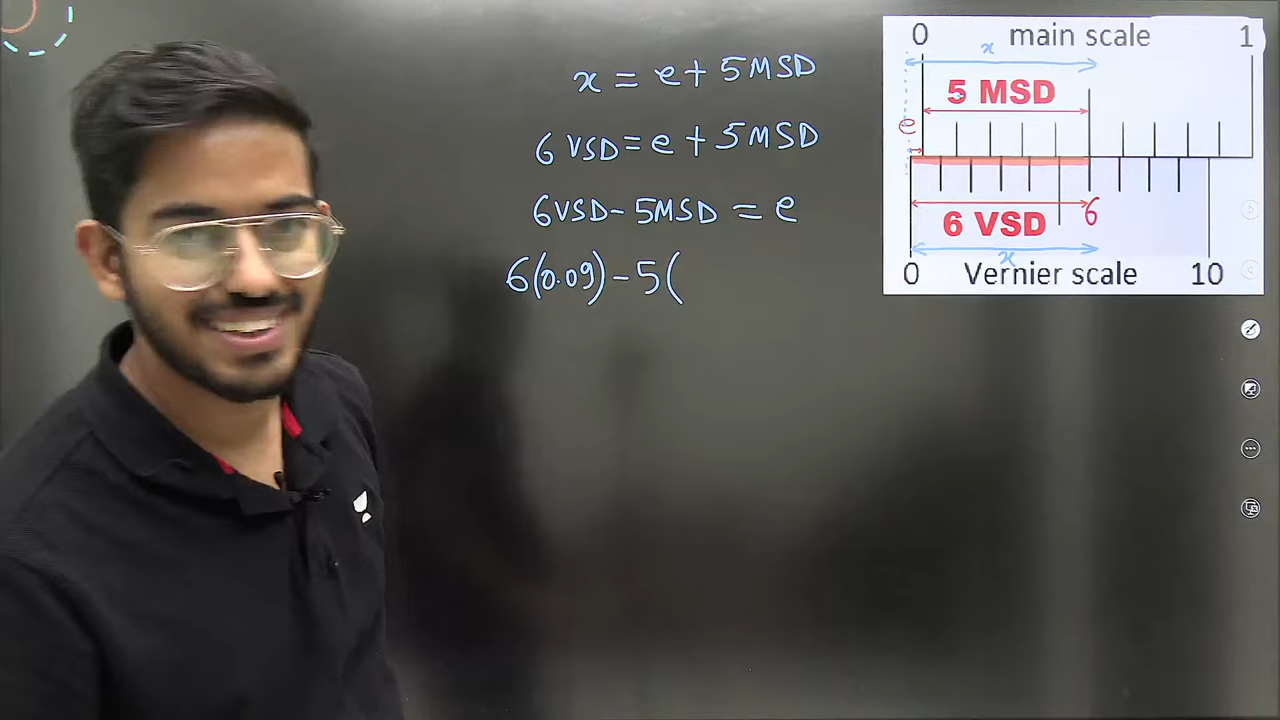 x = e + 5MSD
6 VSD = e + 5MSD
6VSD - 5MSD = e
6(0.09) - 5(
0 main scale 1
x
5 MSD
e
6 VSD 6
x
0 Vernier scale 10